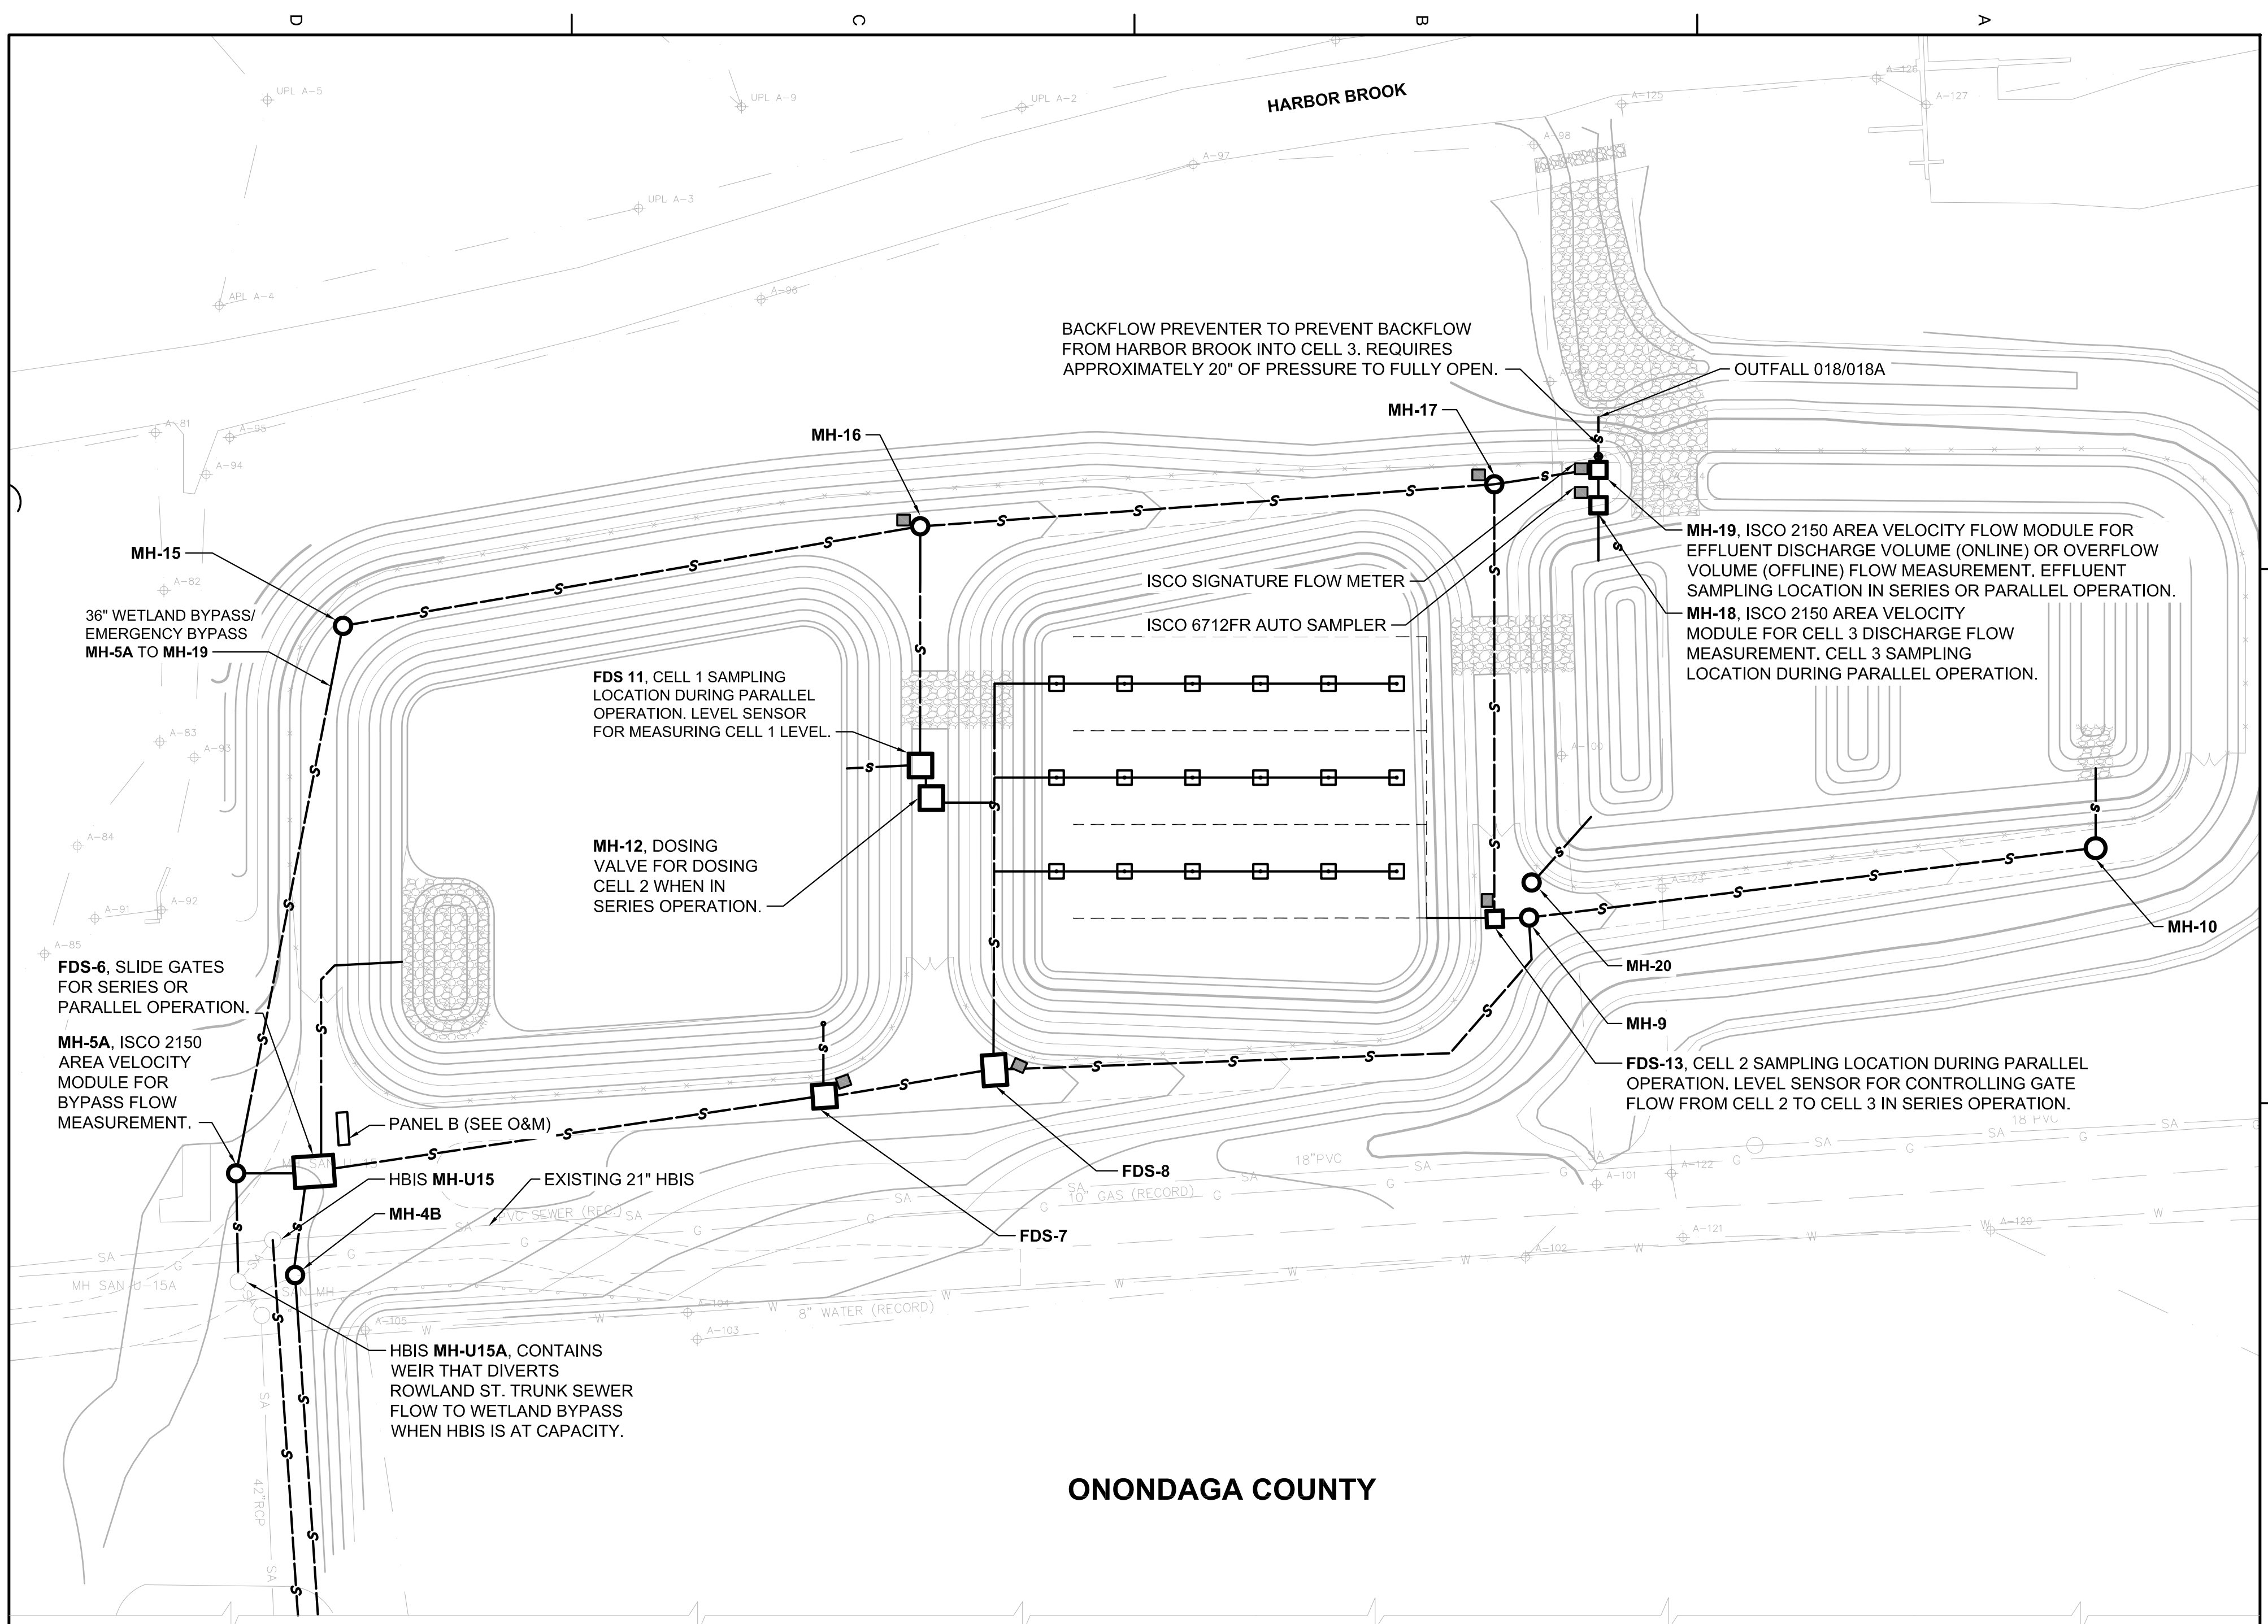 D
C
B
A
UPL A-5
UPL A-9
UPL A-2
HARBOR BROOK
A-125
A-126
A-127
A-98
A-97
UPL A-3
APL A-4
A-96
BACKFLOW PREVENTER TO PREVENT BACKFLOW
FROM HARBOR BROOK INTO CELL 3. REQUIRES
APPROXIMATELY 20" OF PRESSURE TO FULLY OPEN.
OUTFALL 018/018A
MH-17
MH-16
A-81
A-95
A-94
MH-15
A-82
36" WETLAND BYPASS/
EMERGENCY BYPASS
MH-5A TO MH-19
ISCO SIGNATURE FLOW METER
ISCO 6712FR AUTO SAMPLER
MH-19, ISCO 2150 AREA VELOCITY FLOW MODULE FOR
EFFLUENT DISCHARGE VOLUME (ONLINE) OR OVERFLOW
VOLUME (OFFLINE) FLOW MEASUREMENT. EFFLUENT
SAMPLING LOCATION IN SERIES OR PARALLEL OPERATION.
MH-18, ISCO 2150 AREA VELOCITY
MODULE FOR CELL 3 DISCHARGE FLOW
MEASUREMENT. CELL 3 SAMPLING
LOCATION DURING PARALLEL OPERATION.
FDS 11, CELL 1 SAMPLING
LOCATION DURING PARALLEL
OPERATION. LEVEL SENSOR
FOR MEASURING CELL 1 LEVEL.
A-83
A-93
A-100
MH-12, DOSING
VALVE FOR DOSING
CELL 2 WHEN IN
SERIES OPERATION.
A-84
A-91
A-92
A-85
A-123
MH-10
MH-20
MH-9
FDS-6, SLIDE GATES
FOR SERIES OR
PARALLEL OPERATION.
MH-5A, ISCO 2150
AREA VELOCITY
MODULE FOR
BYPASS FLOW
MEASUREMENT.
FDS-13, CELL 2 SAMPLING LOCATION DURING PARALLEL
OPERATION. LEVEL SENSOR FOR CONTROLLING GATE
FLOW FROM CELL 2 TO CELL 3 IN SERIES OPERATION.
PANEL B (SEE O&M)
HBIS MH-U15
EXISTING 21" HBIS
MH-4B
FDS-8
FDS-7
18"PVC
18 PVC
10" GAS (RECORD)
PVC SEWER (REC.)
A-101
A-122
A-121
A-120
A-102
MH SAN U-15A
SAN MH
A-105
A-104
A-103
8" WATER (RECORD)
HBIS MH-U15A, CONTAINS
WEIR THAT DIVERTS
ROWLAND ST. TRUNK SEWER
FLOW TO WETLAND BYPASS
WHEN HBIS IS AT CAPACITY.
42"RCP
ONONDAGA COUNTY